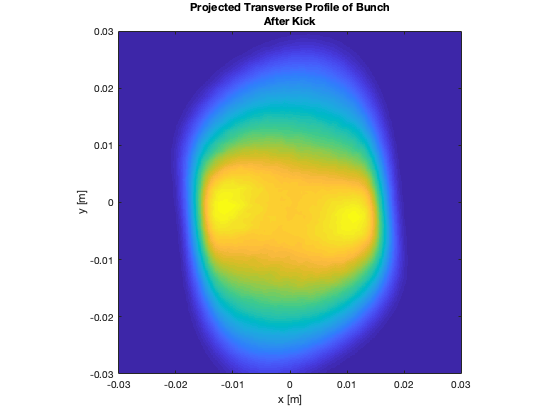 Projected Transverse Profile of Bunch
After Kick
0.03
0.02
0.01
0
-0.01
-0.02
-0.03
y [m]
-0.03 -0.02 -0.01 0 0.01 0.02 0.03
x [m]